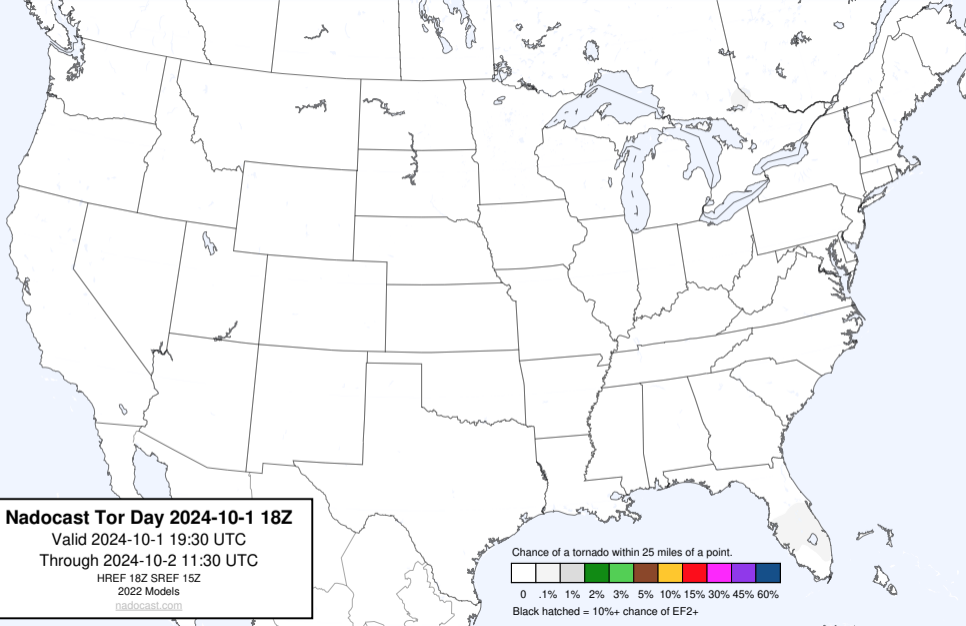 Nadocast Tor Day 2024-10-1 18Z
Valid 2024-10-1 19:30 UTC
Through 2024-10-2 11:30 UTC
HREF 18Z SREF 15Z
2022 Models
nadocast.com
Chance of a tornado within 25 miles of a point.
0 .1% 1% 2% 3% 5% 10% 15% 30% 45% 60%
Black hatched = 10%+ chance of EF2+